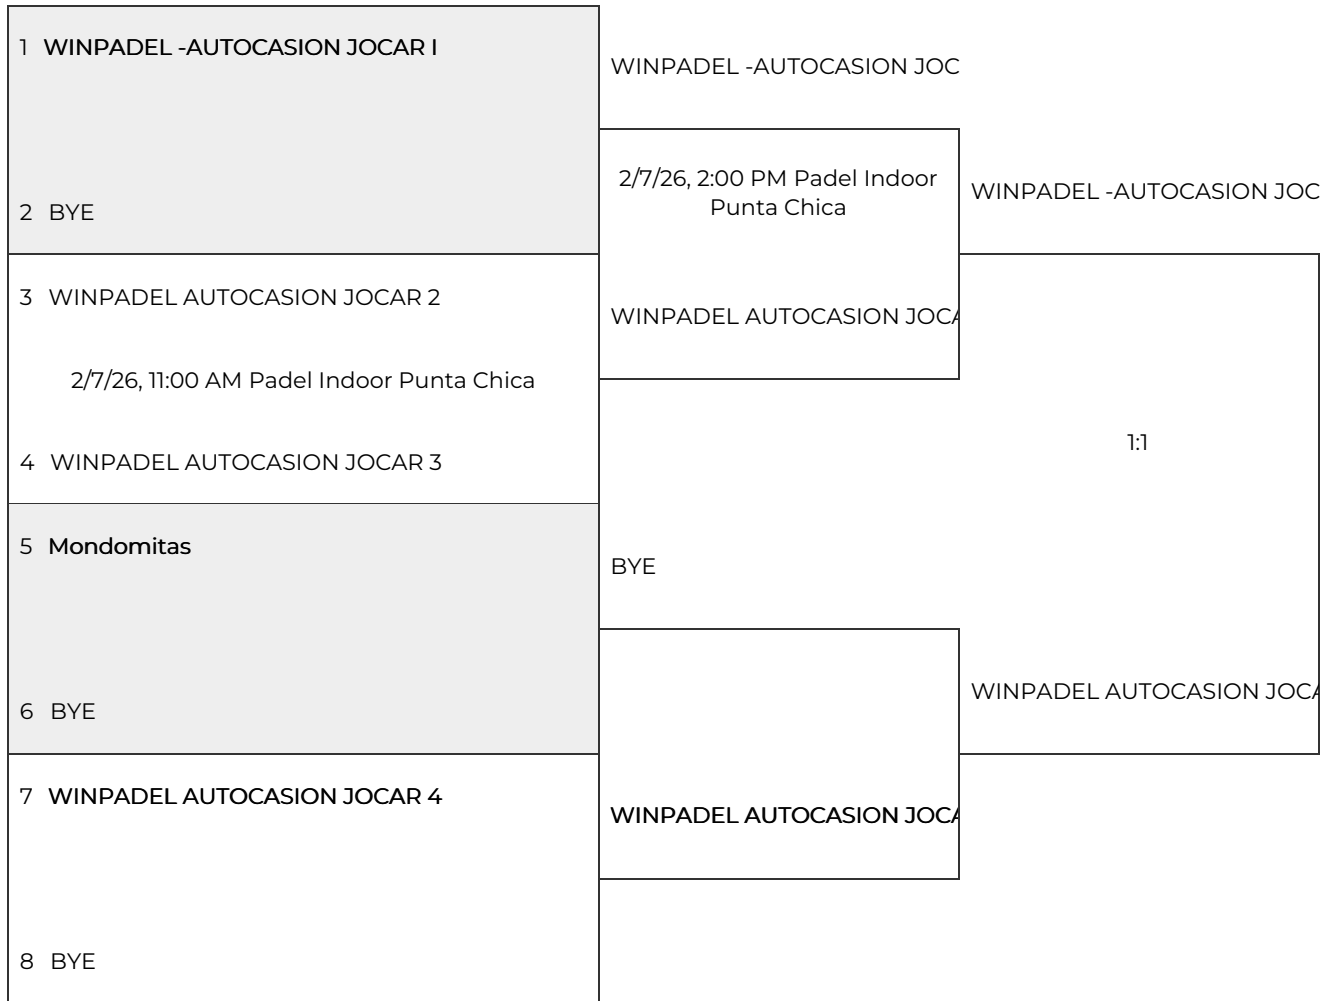 1 WINPADEL -AUTOCASION JOCAR I
2 BYE
3 WINPADEL AUTOCASION JOCAR 2
2/7/26, 11:00 AM Padel Indoor Punta Chica
4 WINPADEL AUTOCASION JOCAR 3
5 Mondomitas
6 BYE
7 WINPADEL AUTOCASION JOCAR 4
8 BYE
WINPADEL -AUTOCASION JOC
2/7/26, 2:00 PM Padel Indoor
Punta Chica
WINPADEL AUTOCASION JOCA
BYE
WINPADEL AUTOCASION JOCA
WINPADEL -AUTOCASION JOC
1:1
WINPADEL AUTOCASION JOCA